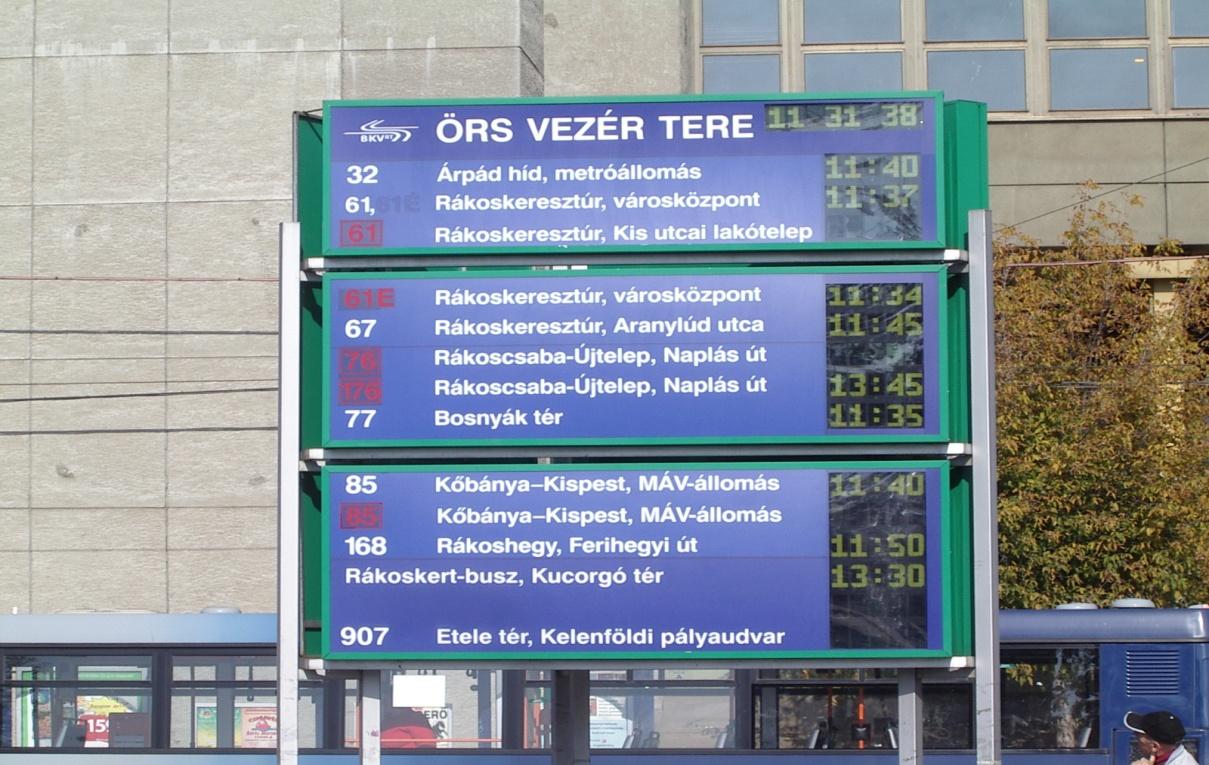 BKV RT ÖRS VEZÉR TERE 11 31 38
32 Árpád híd, metróállomás 11:40
61, 61E Rákoskeresztúr, városközpont 11:37
61 Rákoskeresztúr, Kis utcai lakótelep
61E Rákoskeresztúr, városközpont 11:34
67 Rákoskeresztúr, Aranylúd utca 11:45
76 Rákoscsaba-Újtelep, Naplás út
176 Rákoscsaba-Újtelep, Naplás út 13:45
77 Bosnyák tér 11:35
85 Kőbánya–Kispest, MÁV-állomás 11:40
85 Kőbánya–Kispest, MÁV-állomás
168 Rákoshegy, Ferihegyi út 11:50
Rákoskert-busz, Kucorgó tér 13:30
907 Etele tér, Kelenföldi pályaudvar